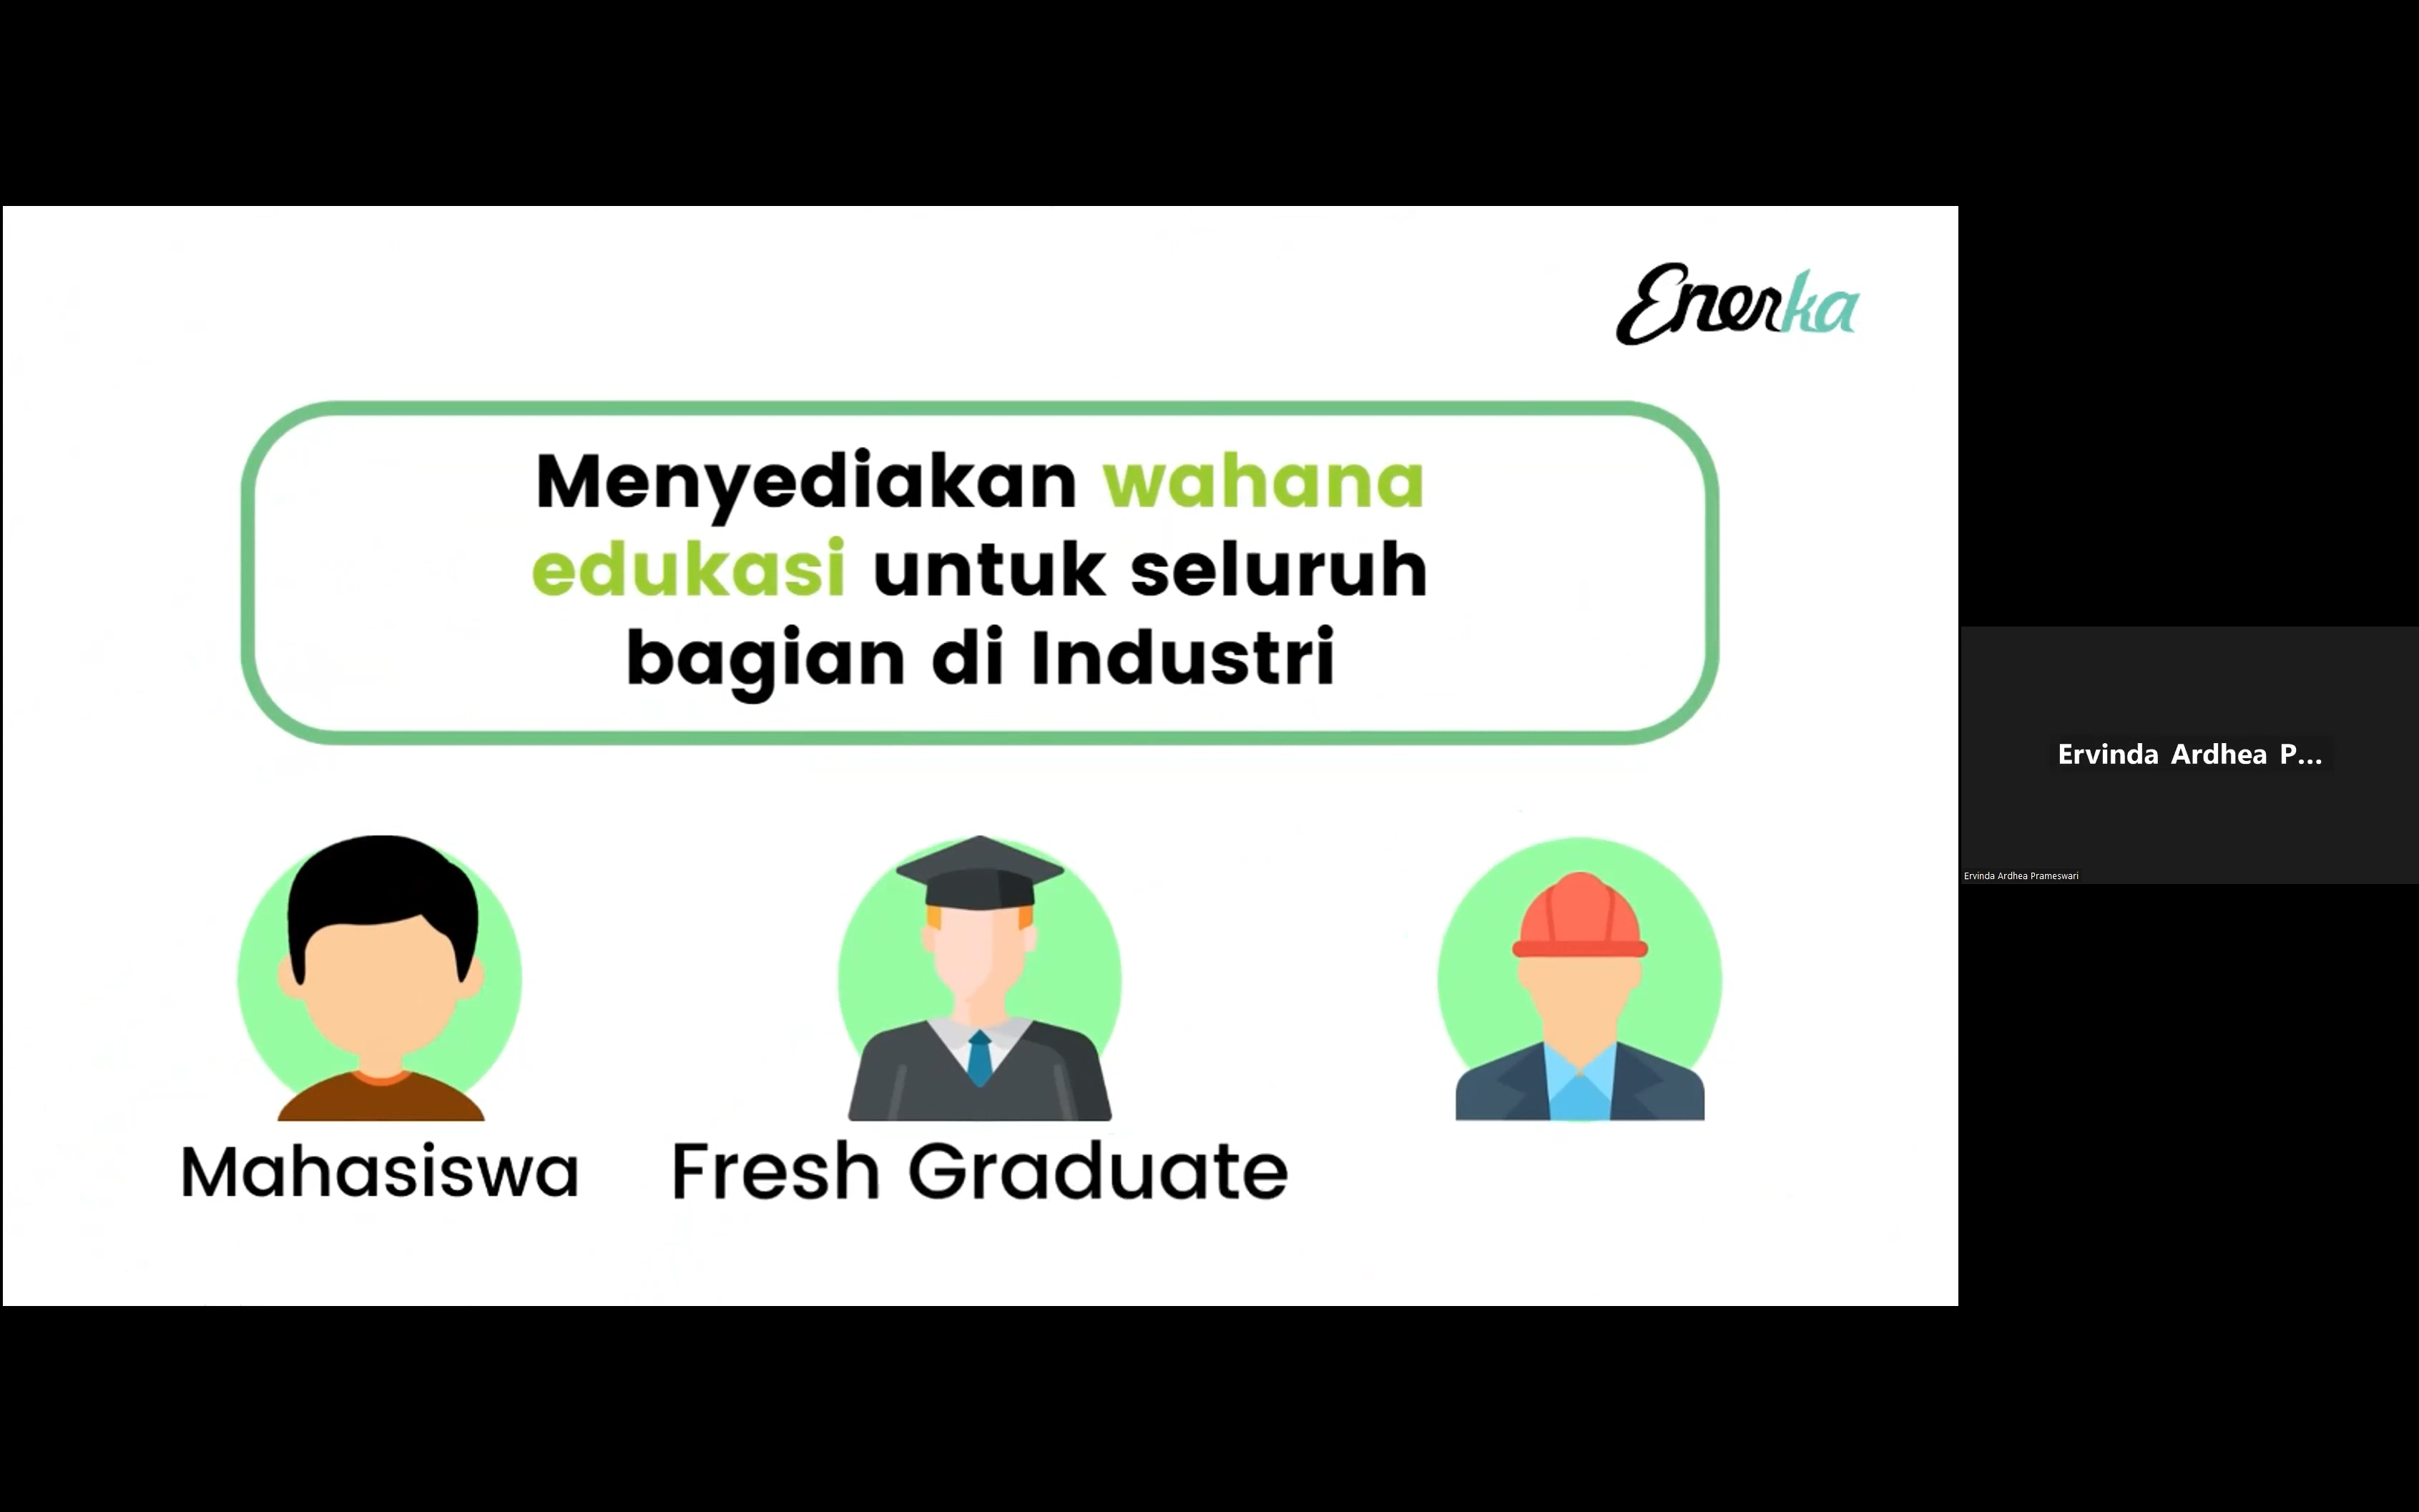 Enerka
Menyediakan wahana
edukasi untuk seluruh
bagian di Industri
Mahasiswa
Fresh Graduate
Ervinda Ardhea P...
Ervinda Ardhea Prameswari